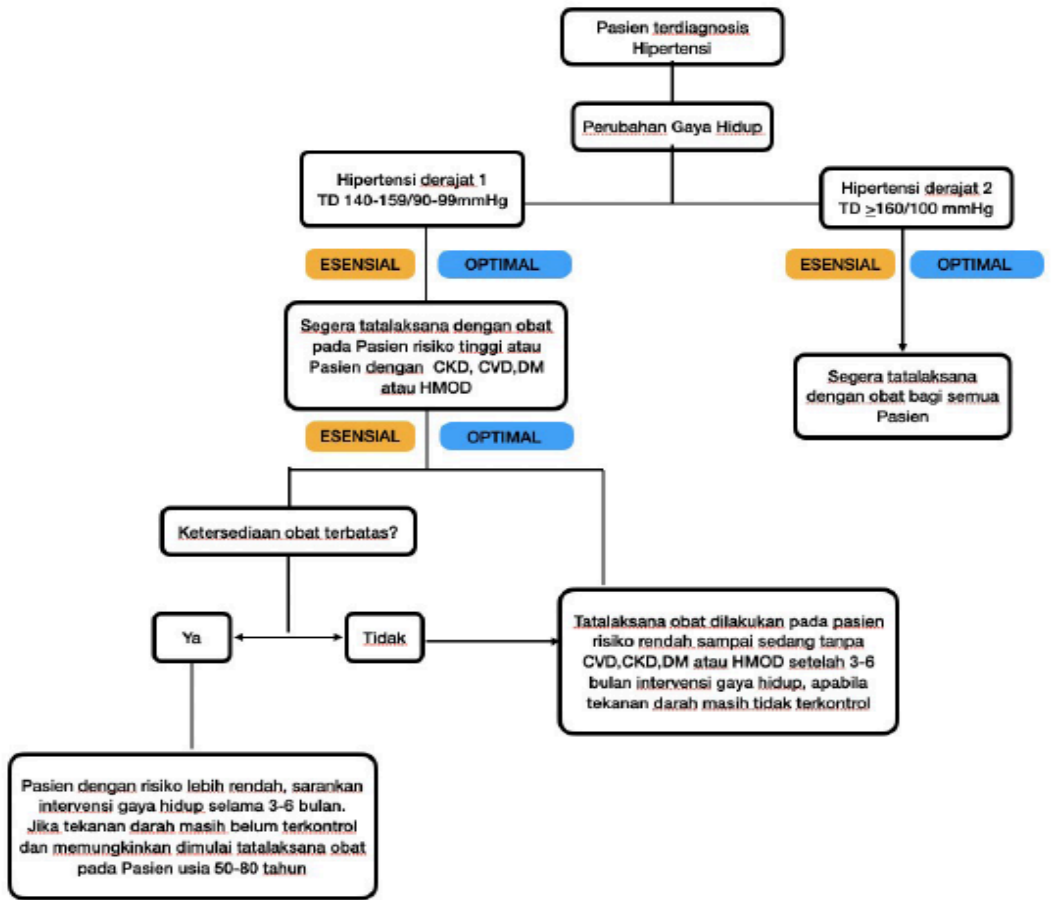 Pasien terdiagnosis
Hipertensi
Perubahan Gaya Hidup
Hipertensi derajat 1
TD 140-159/90-99mmHg
Hipertensi derajat 2
TD ≥160/100 mmHg
ESENSIAL
OPTIMAL
ESENSIAL
OPTIMAL
Segera tatalaksana dengan obat
pada Pasien risiko tinggi atau
Pasien dengan CKD, CVD,DM
atau HMOD
Segera tatalaksana
dengan obat bagi semua
Pasien
ESENSIAL
OPTIMAL
Ketersediaan obat terbatas?
Ya
Tidak
Tatalaksana obat dilakukan pada pasien
risiko rendah sampai sedang tanpa
CVD,CKD,DM atau HMOD setelah 3-6
bulan intervensi gaya hidup, apabila
tekanan darah masih tidak terkontrol
Pasien dengan risiko lebih rendah, sarankan
intervensi gaya hidup selama 3-6 bulan.
Jika tekanan darah masih belum terkontrol
dan memungkinkan dimulai tatalaksana obat
pada Pasien usia 50-80 tahun